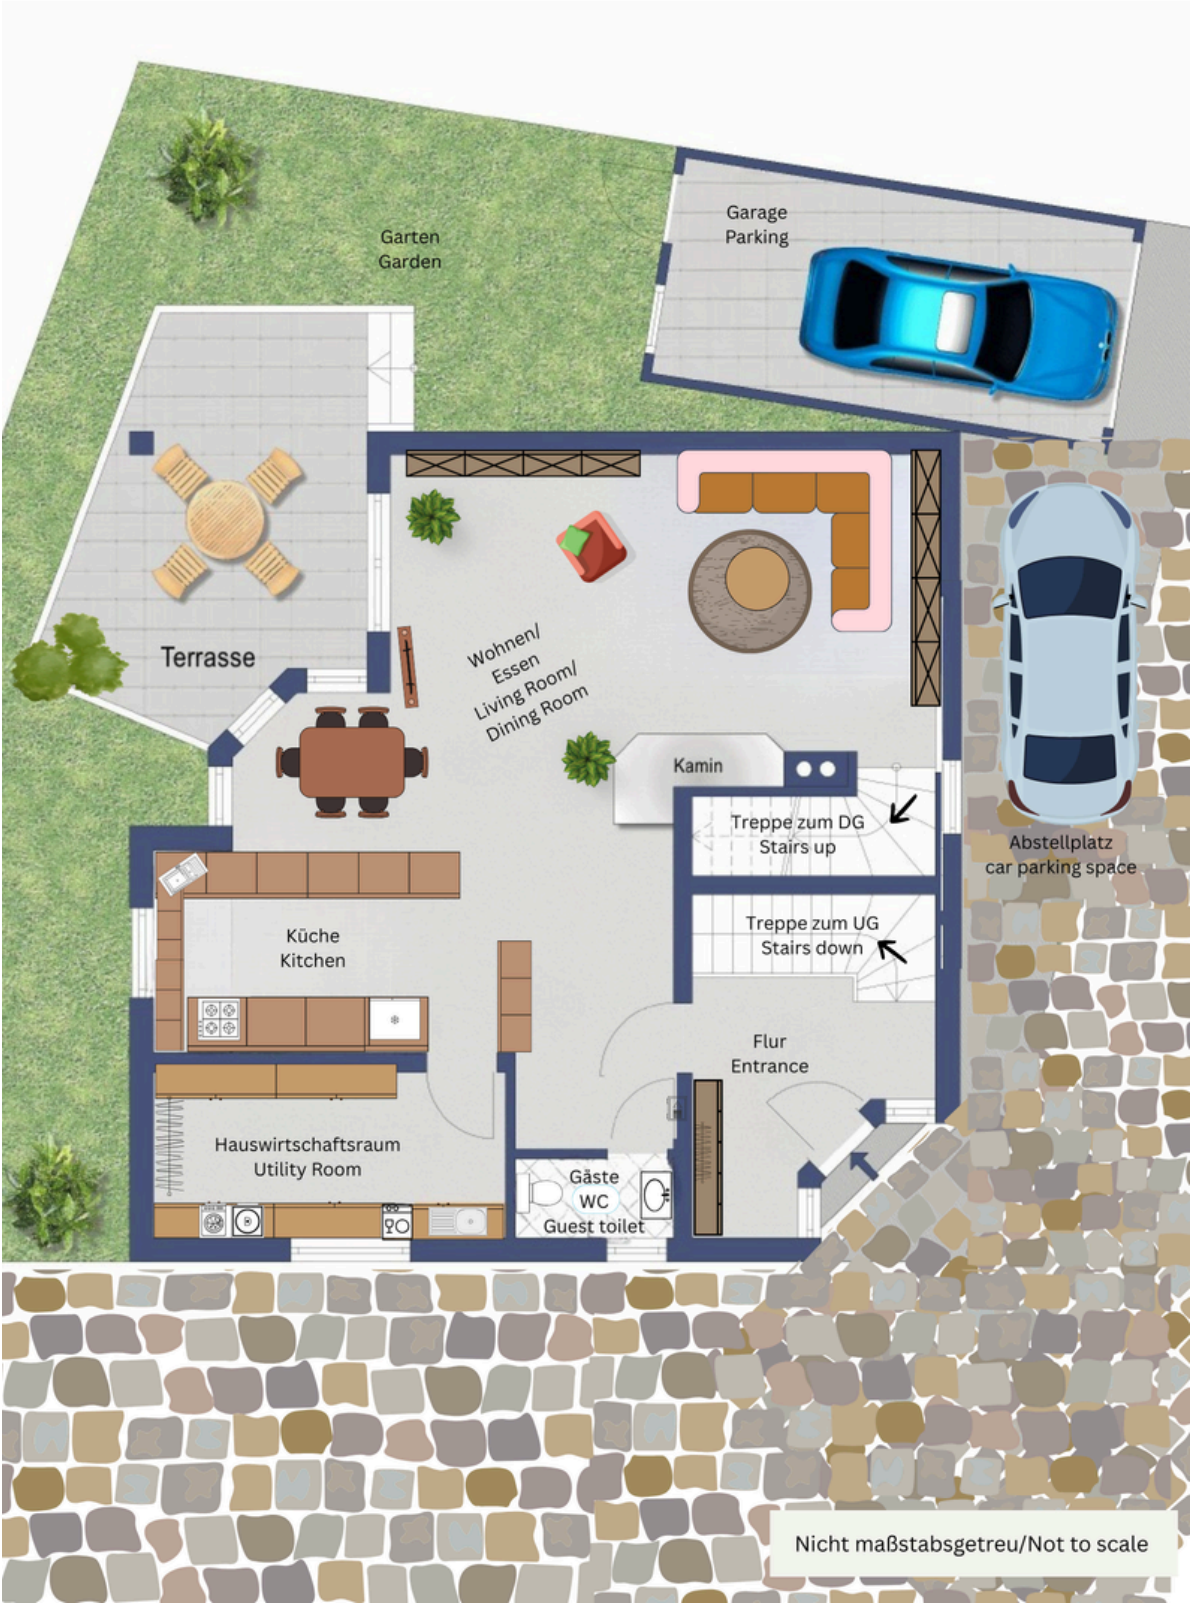 Garage
Parking
Garten
Garden
Terrasse
Wohnen/
Essen
Living Room/
Dining Room
Kamin
Treppe zum DG
Stairs up
Abstellplatz
car parking space
Treppe zum UG
Stairs down
Küche
Kitchen
Flur
Entrance
Hauswirtschaftsraum
Utility Room
Gäste
WC
Guest toilet
Nicht maßstabsgetreu/Not to scale